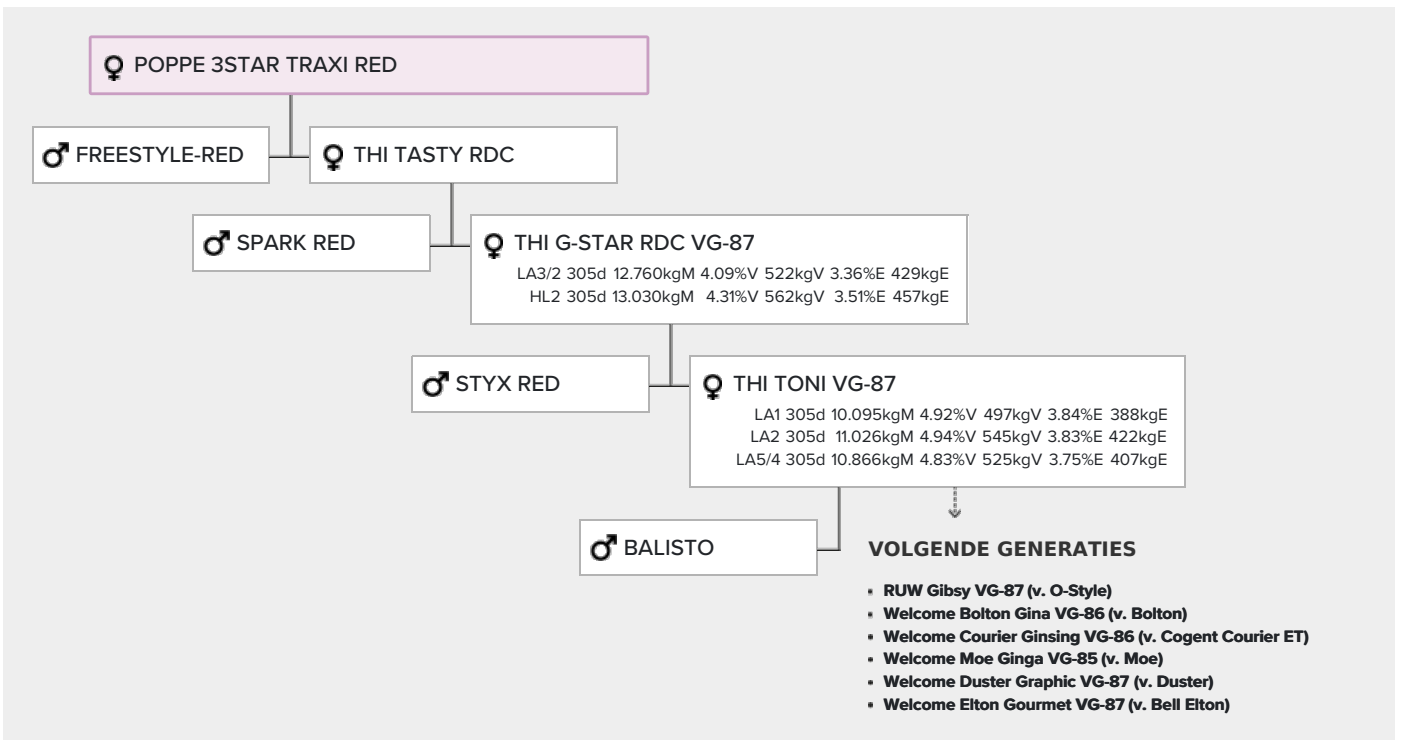 POPPE 3STAR TRAXI RED
FREESTYLE-RED
THI TASTY RDC
SPARK RED
THI G-STAR RDC VG-87
LA3/2 305d 12.760kgM 4.09%V 522kgV 3.36%E 429kgE
HL2 305d 13.030kgM 4.31%V 562kgV 3.51%E 457kgE
STYX RED
THI TONI VG-87
LA1 305d 10.095kgM 4.92%V 497kgV 3.84%E 388kgE
LA2 305d 11.026kgM 4.94%V 545kgV 3.83%E 422kgE
LA5/4 305d 10.866kgM 4.83%V 525kgV 3.75%E 407kgE
BALISTO
VOLGENDE GENERATIES
• RUW Gibsy VG-87 (v. O-Style)
• Welcome Bolton Gina VG-86 (v. Bolton)
• Welcome Courier Ginsing VG-86 (v. Cogent Courier ET)
• Welcome Moe Ginga VG-85 (v. Moe)
• Welcome Duster Graphic VG-87 (v. Duster)
• Welcome Elton Gourmet VG-87 (v. Bell Elton)